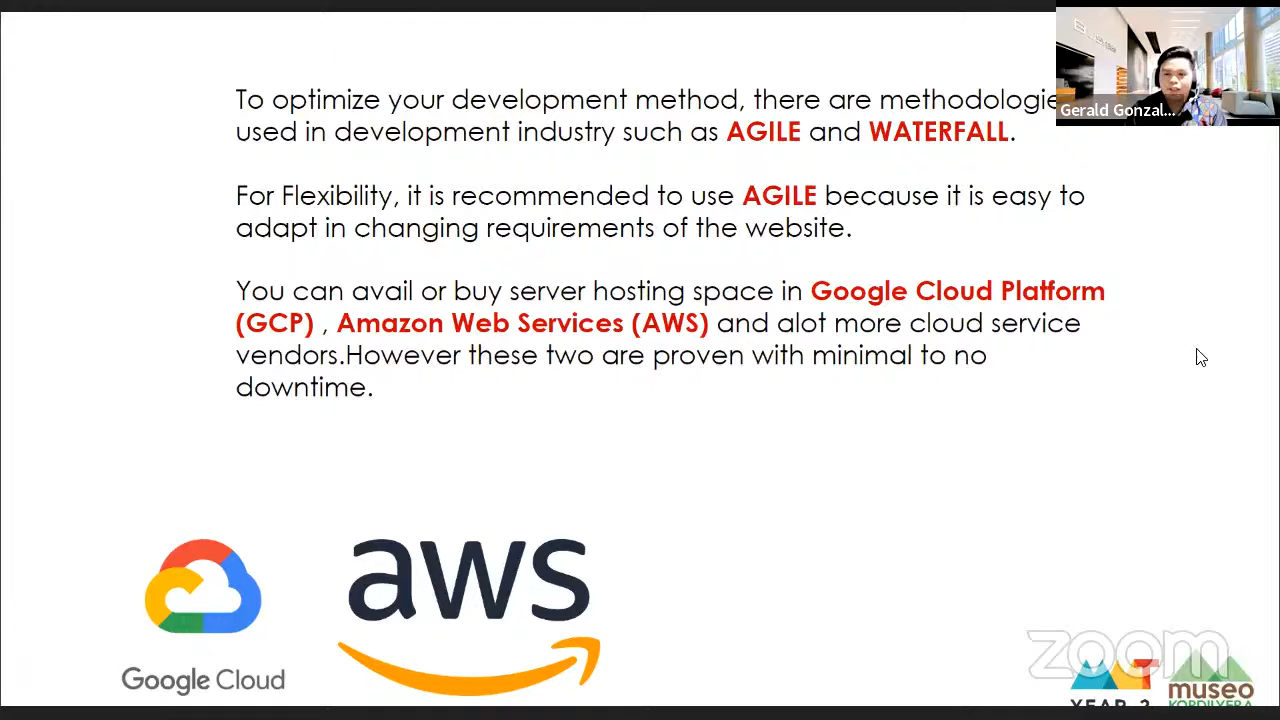 To optimize your development method, there are methodologie
used in development industry such as AGILE and WATERFALL.
For Flexibility, it is recommended to use AGILE because it is easy to
adapt in changing requirements of the website.
You can avail or buy server hosting space in Google Cloud Platform
(GCP) , Amazon Web Services (AWS) and alot more cloud service
vendors.However these two are proven with minimal to no
downtime.
Gerald Gonzal...
aws
Google Cloud
zoom
YEAR 2
museo
KORDILYERA